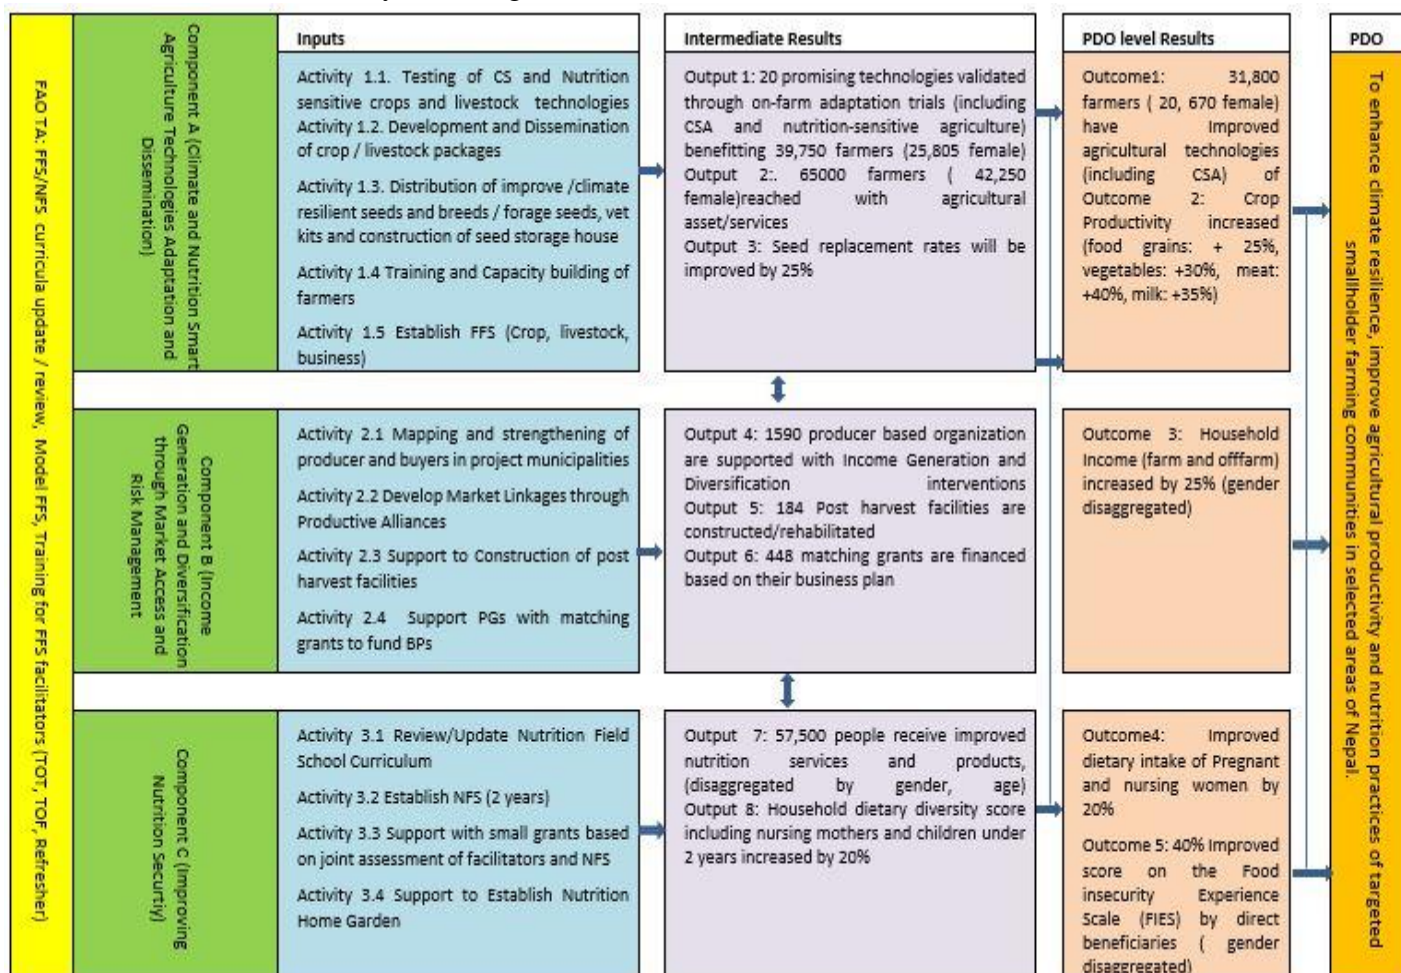 FAO TA: FFS/NFS curricula update / review, Model FFS, Training for FFS facilitators (TOT, TOF, Refresher)
Component A (Climate and Nutrition Smart
Agriculture Technologies Adaptation and
Dissemination)
Inputs
Activity 1.1. Testing of CS and Nutrition
sensitive crops and livestock technologies
Activity 1.2. Development and Dissemination
of crop / livestock packages
Activity 1.3. Distribution of improve /climate
resilient seeds and breeds / forage seeds, vet
kits and construction of seed storage house
Activity 1.4 Training and Capacity building of
farmers
Activity 1.5 Establish FFS (Crop, livestock,
business)
Intermediate Results
Output 1: 20 promising technologies validated
through on-farm adaptation trials (including
CSA and nutrition-sensitive agriculture)
benefitting 39,750 farmers (25,805 female)
Output 2:. 65000 farmers ( 42,250
female)reached with agricultural
asset/services
Output 3: Seed replacement rates will be
improved by 25%
PDO level Results
Outcome1: 31,800
farmers ( 20, 670 female)
have Improved
agricultural technologies
(including CSA) of
Outcome 2: Crop
Productivity increased
(food grains: + 25%,
vegetables: +30%, meat:
+40%, milk: +35%)
PDO
To enhance climate resilience, improve agricultural productivity and nutrition practices of targeted
smallholder farming communities in selected areas of Nepal.
Component B (Income
Generation and Diversification
through Market Access and
Risk Management
Activity 2.1 Mapping and strengthening of
producer and buyers in project municipalities
Activity 2.2 Develop Market Linkages through
Productive Alliances
Activity 2.3 Support to Construction of post
harvest facilities
Activity 2.4 Support PGs with matching
grants to fund BPs
Output 4: 1590 producer based organization
are supported with Income Generation and
Diversification interventions
Output 5: 184 Post harvest facilities are
constructed/rehabilitated
Output 6: 448 matching grants are financed
based on their business plan
Outcome 3: Household
Income (farm and offfarm)
increased by 25% (gender
disaggregated)
Component C (Improving
Nutrition Securtiy)
Activity 3.1 Review/Update Nutrition Field
School Curriculum
Activity 3.2 Establish NFS (2 years)
Activity 3.3 Support with small grants based
on joint assessment of facilitators and NFS
Activity 3.4 Support to Establish Nutrition
Home Garden
Output 7: 57,500 people receive improved
nutrition services and products,
(disaggregated by gender, age)
Output 8: Household dietary diversity score
including nursing mothers and children under
2 years increased by 20%
Outcome4: Improved
dietary intake of Pregnant
and nursing women by
20%
Outcome 5: 40% Improved
score on the Food
insecurity Experience
Scale (FIES) by direct
beneficiaries ( gender
disaggregated)